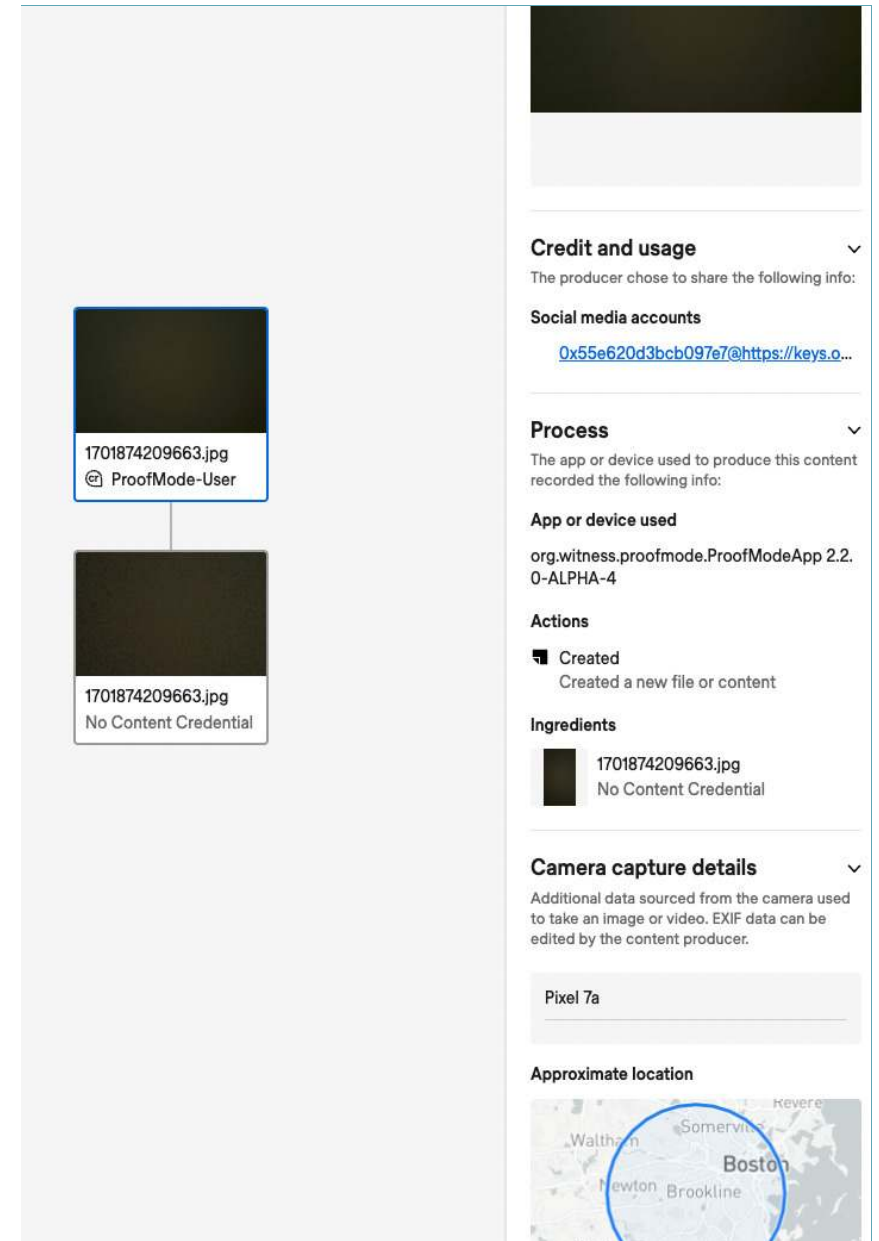 1701874209663.jpg
cr ProofMode-User
1701874209663.jpg
No Content Credential
Credit and usage
The producer chose to share the following info:
Social media accounts
0x55e620d3bcb097e7@https://keys.o...
Process
The app or device used to produce this content
recorded the following info:
App or device used
org.witness.proofmode.ProofModeApp 2.2.
0-ALPHA-4
Actions
Created
Created a new file or content
Ingredients
1701874209663.jpg
No Content Credential
Camera capture details
Additional data sourced from the camera used
to take an image or video. EXIF data can be
edited by the content producer.
Pixel 7a
Approximate location
Revere
Somerville
Waltham
Boston
Newton
Brookline